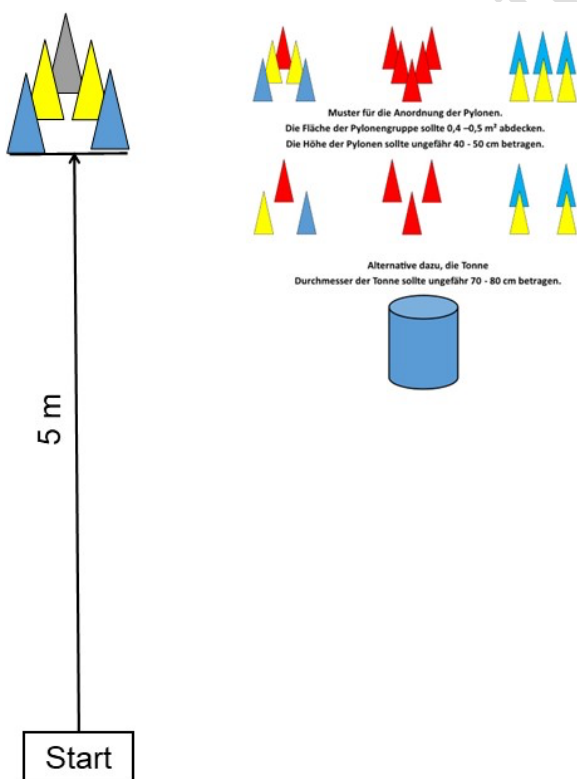 Muster für die Anordnung der Pylonen.
Die Fläche der Pylonengruppe sollte 0,4 –0,5 m² abdecken.
Die Höhe der Pylonen sollte ungefähr 40 - 50 cm betragen.
Alternative dazu, die Tonne
Durchmesser der Tonne sollte ungefähr 70 - 80 cm betragen.
5 m
Start